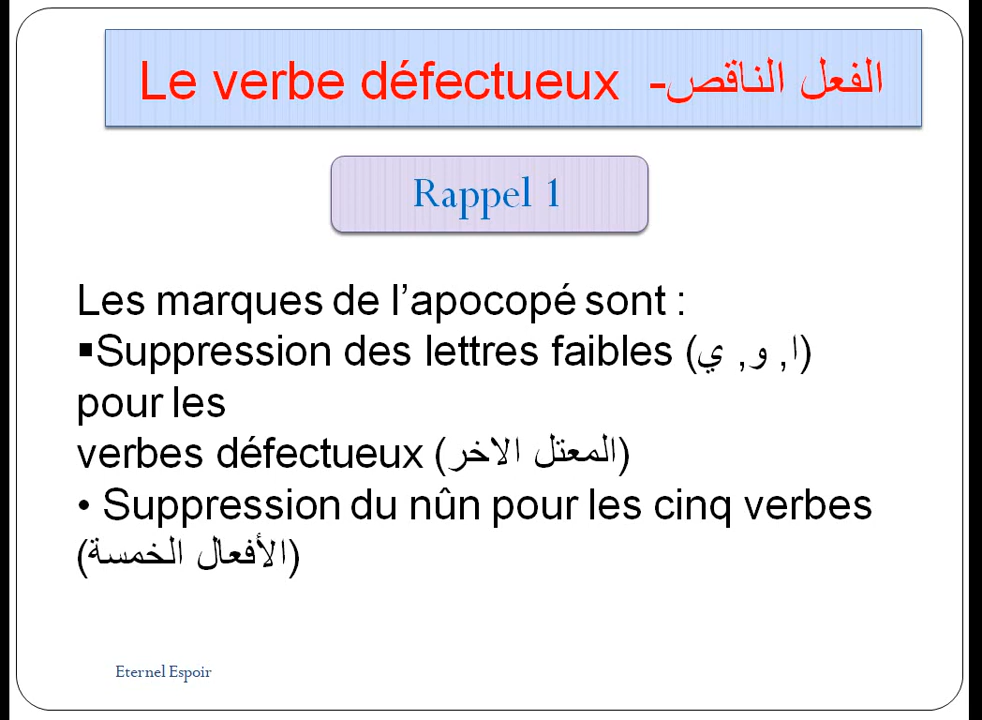 Le verbe défectueux -الفعل الناقص
Rappel 1
Les marques de l’apocopé sont :
▪Suppression des lettres faibles (ا, و, ي)
pour les
verbes défectueux (المعتل الاخر)
• Suppression du nûn pour les cinq verbes
(الأفعال الخمسة)
Eternel Espoir